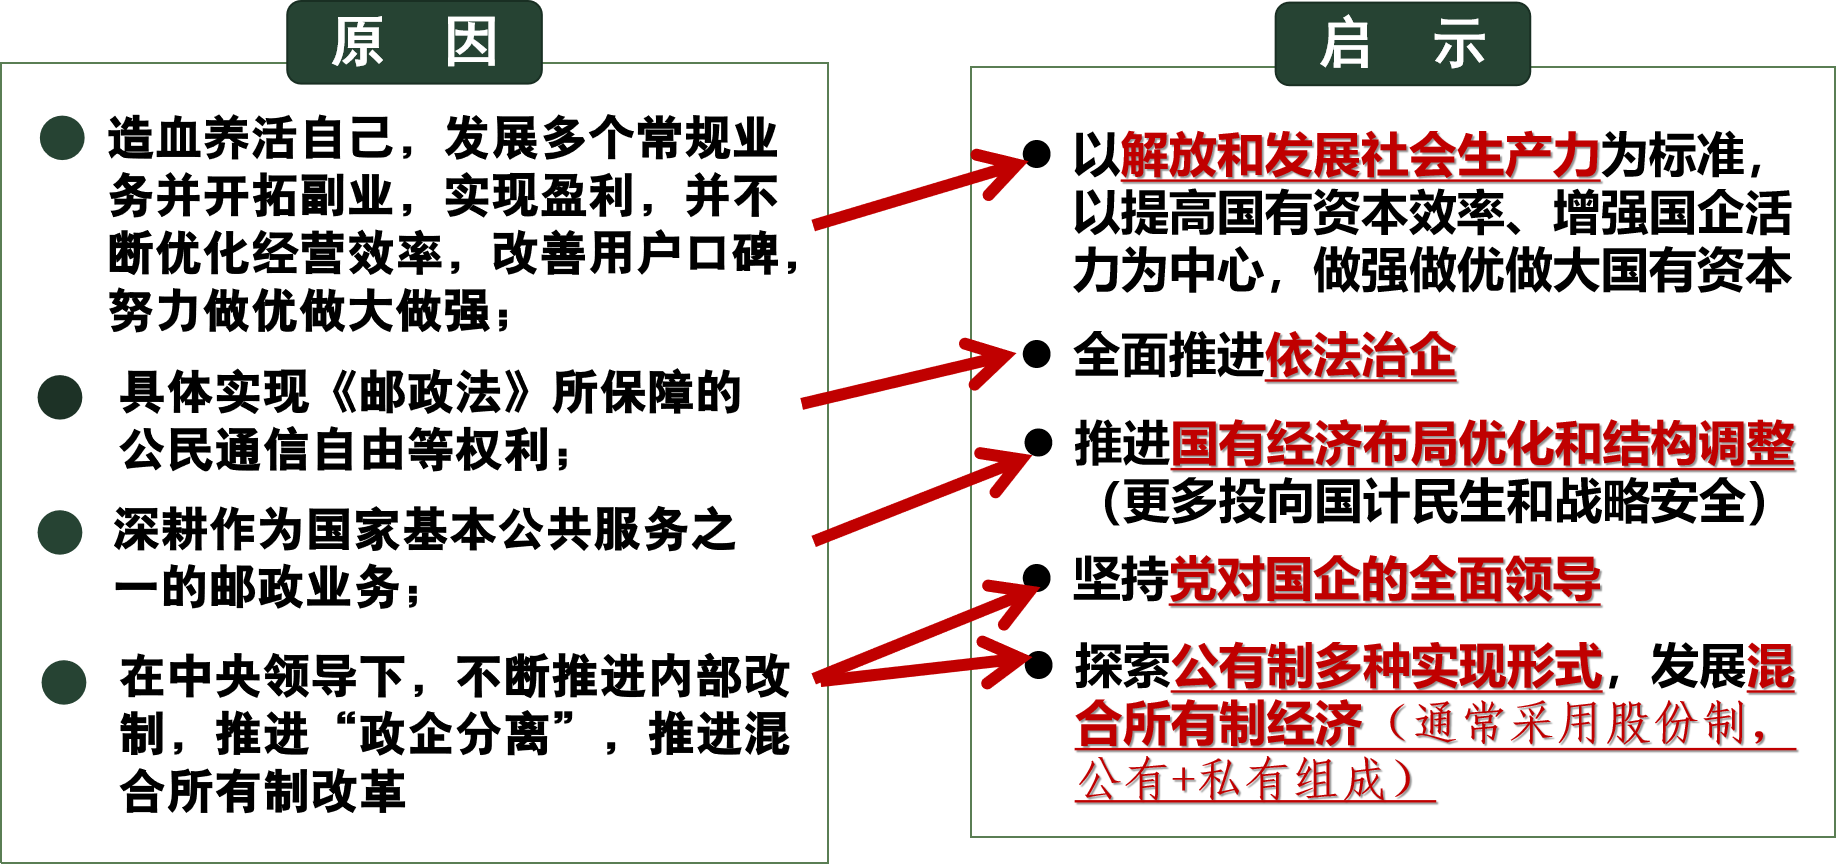 原 因
造血养活自己，发展多个常规业
务并开拓副业，实现盈利，并不
断优化经营效率，改善用户口碑，
努力做优做大做强；
具体实现《邮政法》所保障的
公民通信自由等权利；
深耕作为国家基本公共服务之
一的邮政业务；
在中央领导下，不断推进内部改
制，推进“政企分离”，推进混
合所有制改革
启 示
以解放和发展社会生产力为标准，
以提高国有资本效率、增强国企活
力为中心，做强做优做大国有资本
全面推进依法治企
推进国有经济布局优化和结构调整
（更多投向国计民生和战略安全）
坚持党对国企的全面领导
探索公有制多种实现形式，发展混
合所有制经济（通常采用股份制，
公有+私有组成）